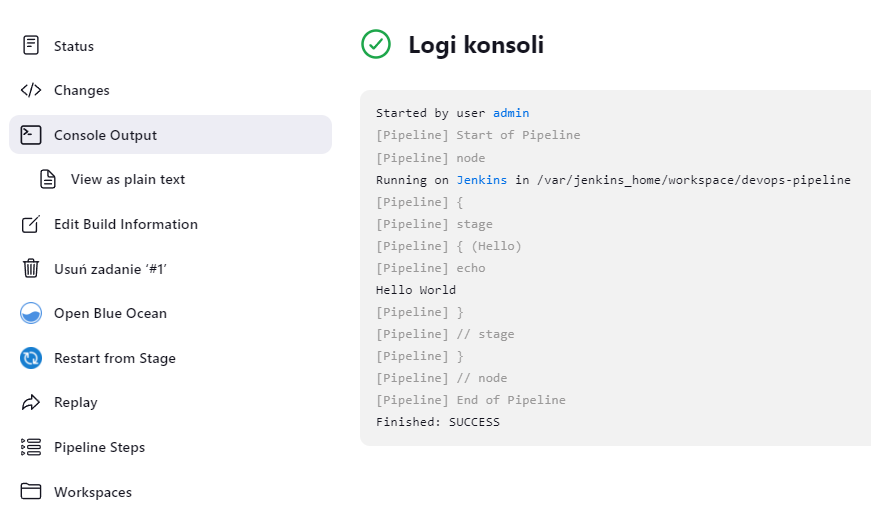 Status
Changes
Console Output
View as plain text
Edit Build Information
Usuń zadanie ‘#1’
Open Blue Ocean
Restart from Stage
Replay
Pipeline Steps
Workspaces
Logi konsoli
Started by user admin
[Pipeline] Start of Pipeline
[Pipeline] node
Running on Jenkins in /var/jenkins_home/workspace/devops-pipeline
[Pipeline] {
[Pipeline] stage
[Pipeline] { (Hello)
[Pipeline] echo
Hello World
[Pipeline] }
[Pipeline] // stage
[Pipeline] }
[Pipeline] // node
[Pipeline] End of Pipeline
Finished: SUCCESS